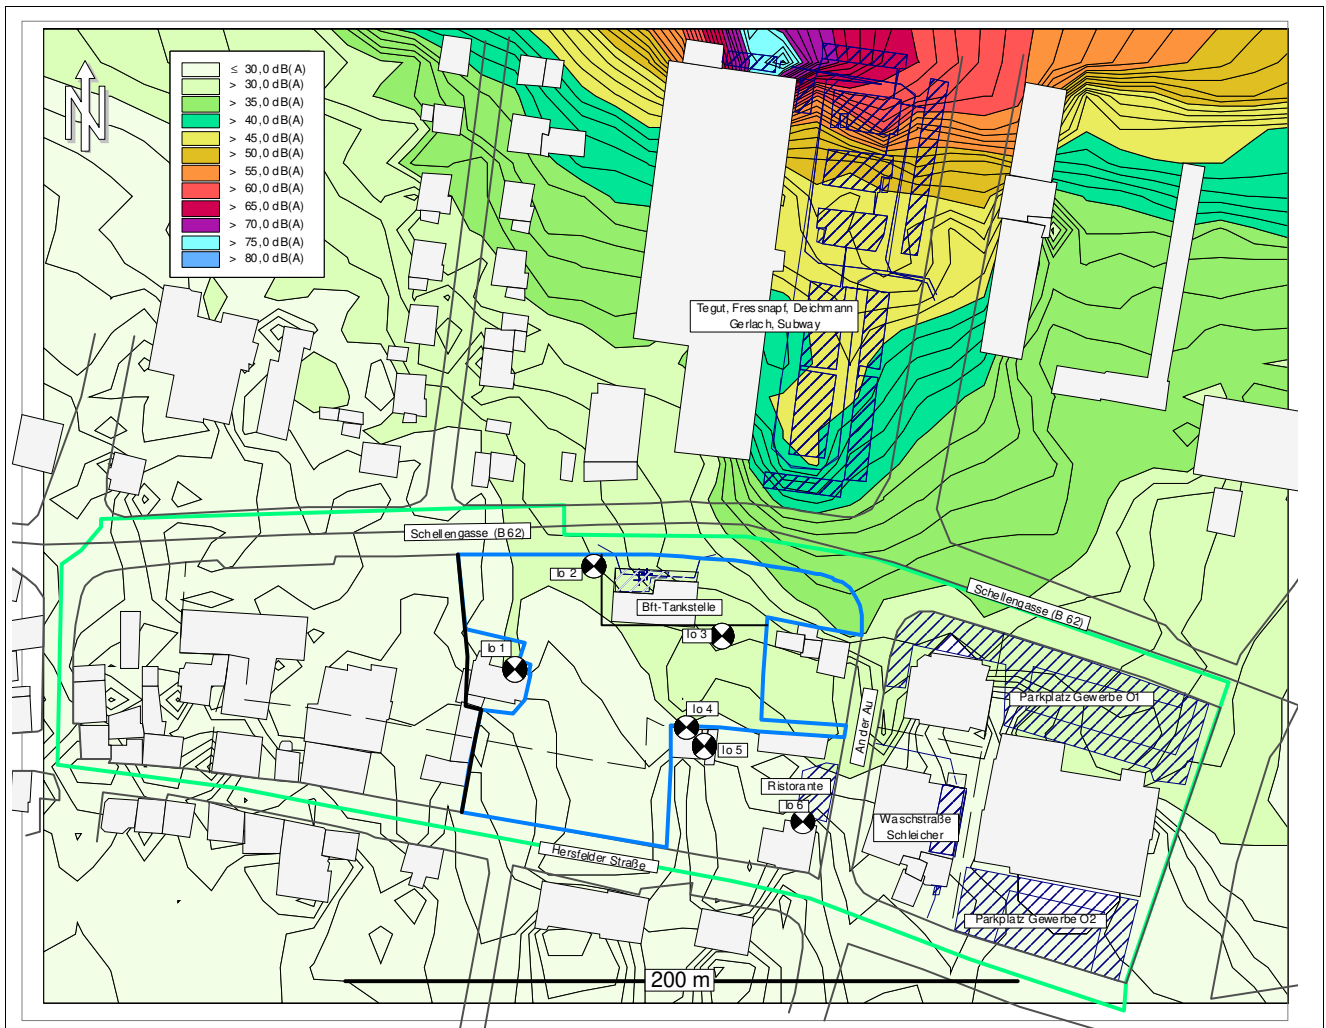 N
≤ 30,0 dB(A)
> 30,0 dB(A)
> 35,0 dB(A)
> 40,0 dB(A)
> 45,0 dB(A)
> 50,0 dB(A)
> 55,0 dB(A)
> 60,0 dB(A)
> 65,0 dB(A)
> 70,0 dB(A)
> 75,0 dB(A)
> 80,0 dB(A)
Tegut, Fressnapf, Deichmann
Gerlach, Subway
Schellengasse (B 62)
Io 2
Bft-Tankstelle
Schellengasse (B 62)
Io 3
Io 1
Parkplatz Gewerbe O1
Io 4
An der Au
Io 5
Ristorante
Io 6
Waschstraße
Schleicher
Hersfelder Straße
Parkplatz Gewerbe O2
200 m